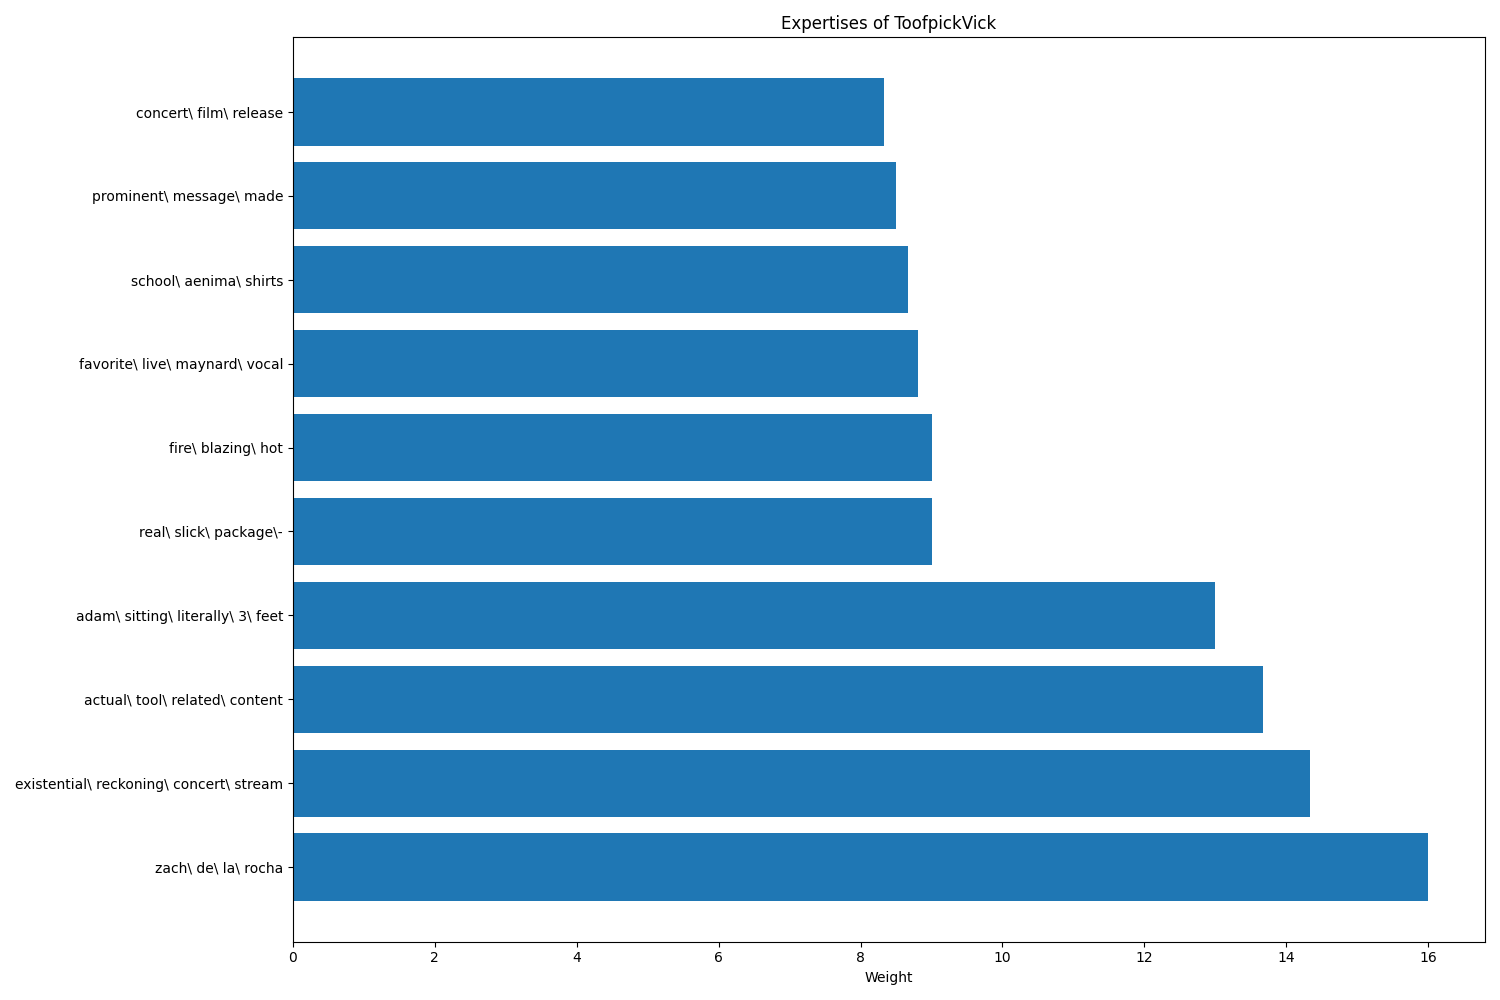 Expertises of ToofpickVick
concert\ film\ release
prominent\ message\ made
school\ aenima\ shirts
favorite\ live\ maynard\ vocal
fire\ blazing\ hot
real\ slick\ package\-
adam\ sitting\ literally\ 3\ feet
actual\ tool\ related\ content
existential\ reckoning\ concert\ stream
zach\ de\ la\ rocha
0 2 4 6 8 10 12 14 16
Weight